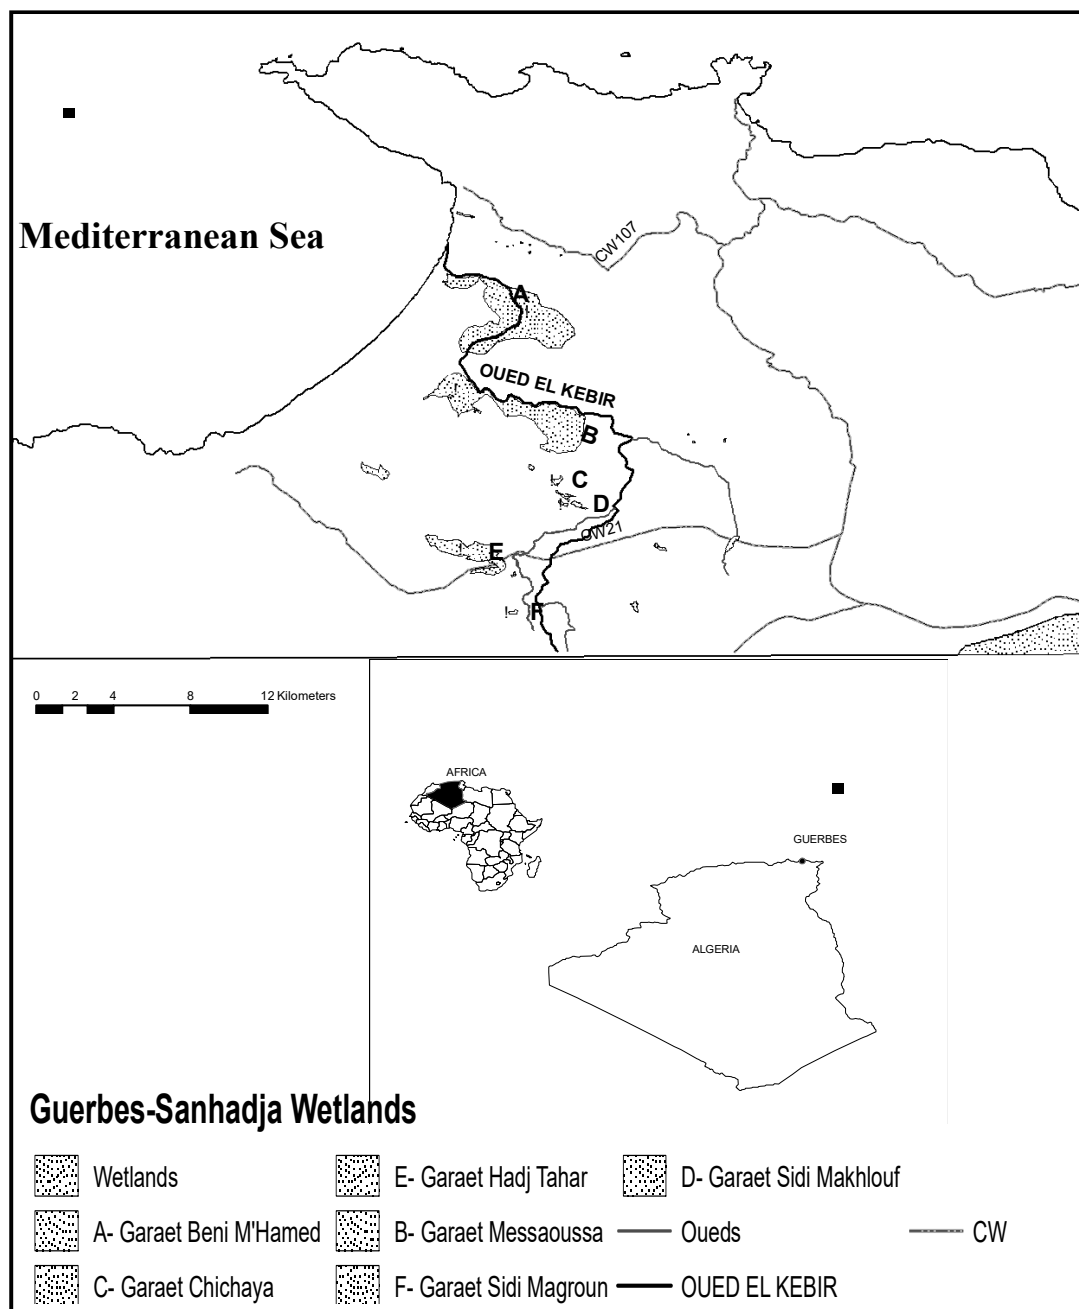 CW107
Mediterranean Sea
A
OUED EL KEBIR
B
C
D
CW21
E
F
0 2 4 8 12 Kilometers
AFRICA
GUERBES
ALGERIA
Guerbes-Sanhadja Wetlands
Wetlands
E- Garaet Hadj Tahar
D- Garaet Sidi Makhlouf
A- Garaet Beni M'Hamed
B- Garaet Messaoussa
Oueds
CW
C- Garaet Chichaya
F- Garaet Sidi Magroun
OUED EL KEBIR